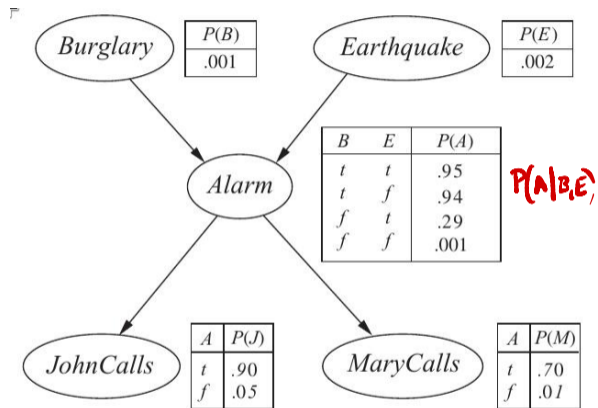 Burglary
P(B)
.001
Earthquake
P(E)
.002
Alarm
B E P(A)
t t .95
t f .94
f t .29
f f .001
P(A|B,E)
JohnCalls
A P(J)
t .90
f .05
MaryCalls
A P(M)
t .70
f .01